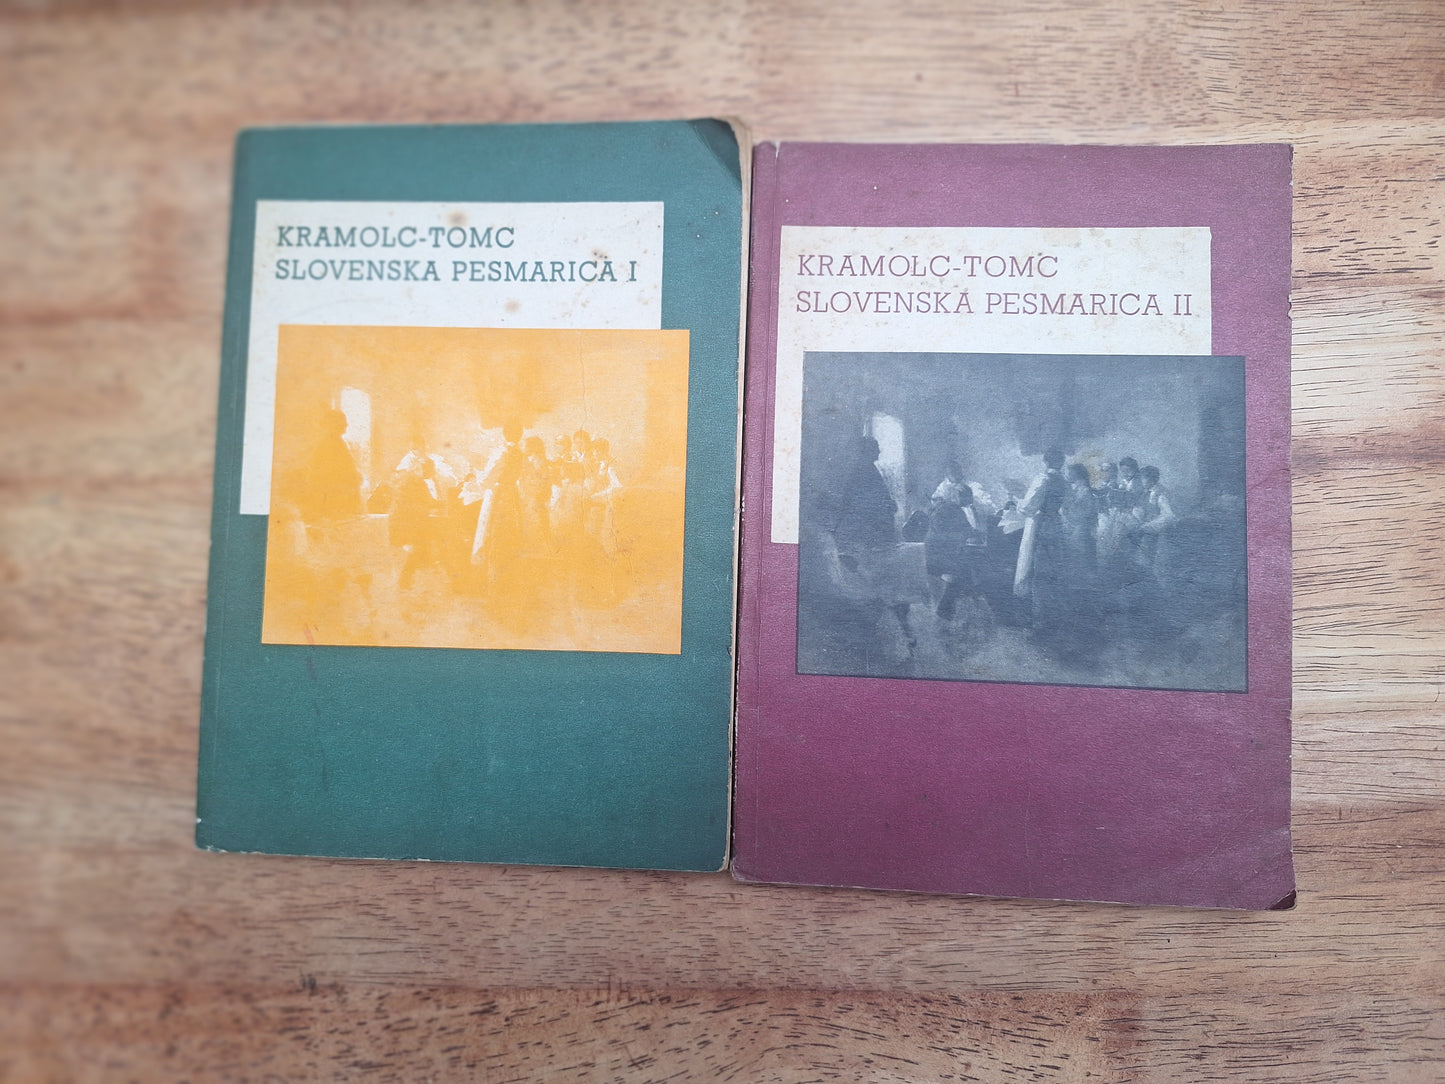 KRAMOLC-TOMC
SLOVENSKA PESMARICA I
KRAMOLC-TOMC
SLOVENSKA PESMARICA II